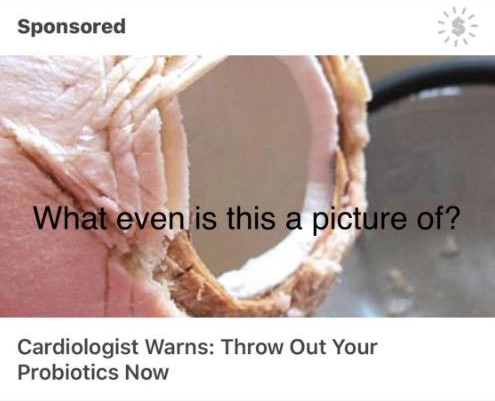 Sponsored
What even is this a picture of?
Cardiologist Warns: Throw Out Your
Probiotics Now